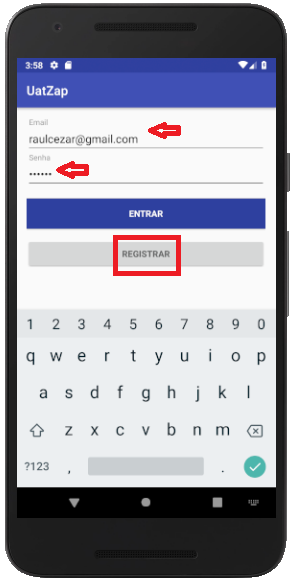 3:58
UatZap
Email
raulcezar@gmail.com
Senha
••••••
ENTRAR
REGISTRAR
1 2 3 4 5 6 7 8 9 0
q w e r t y u i o p
a s d f g h j k l
z x c v b n m
?123 , .